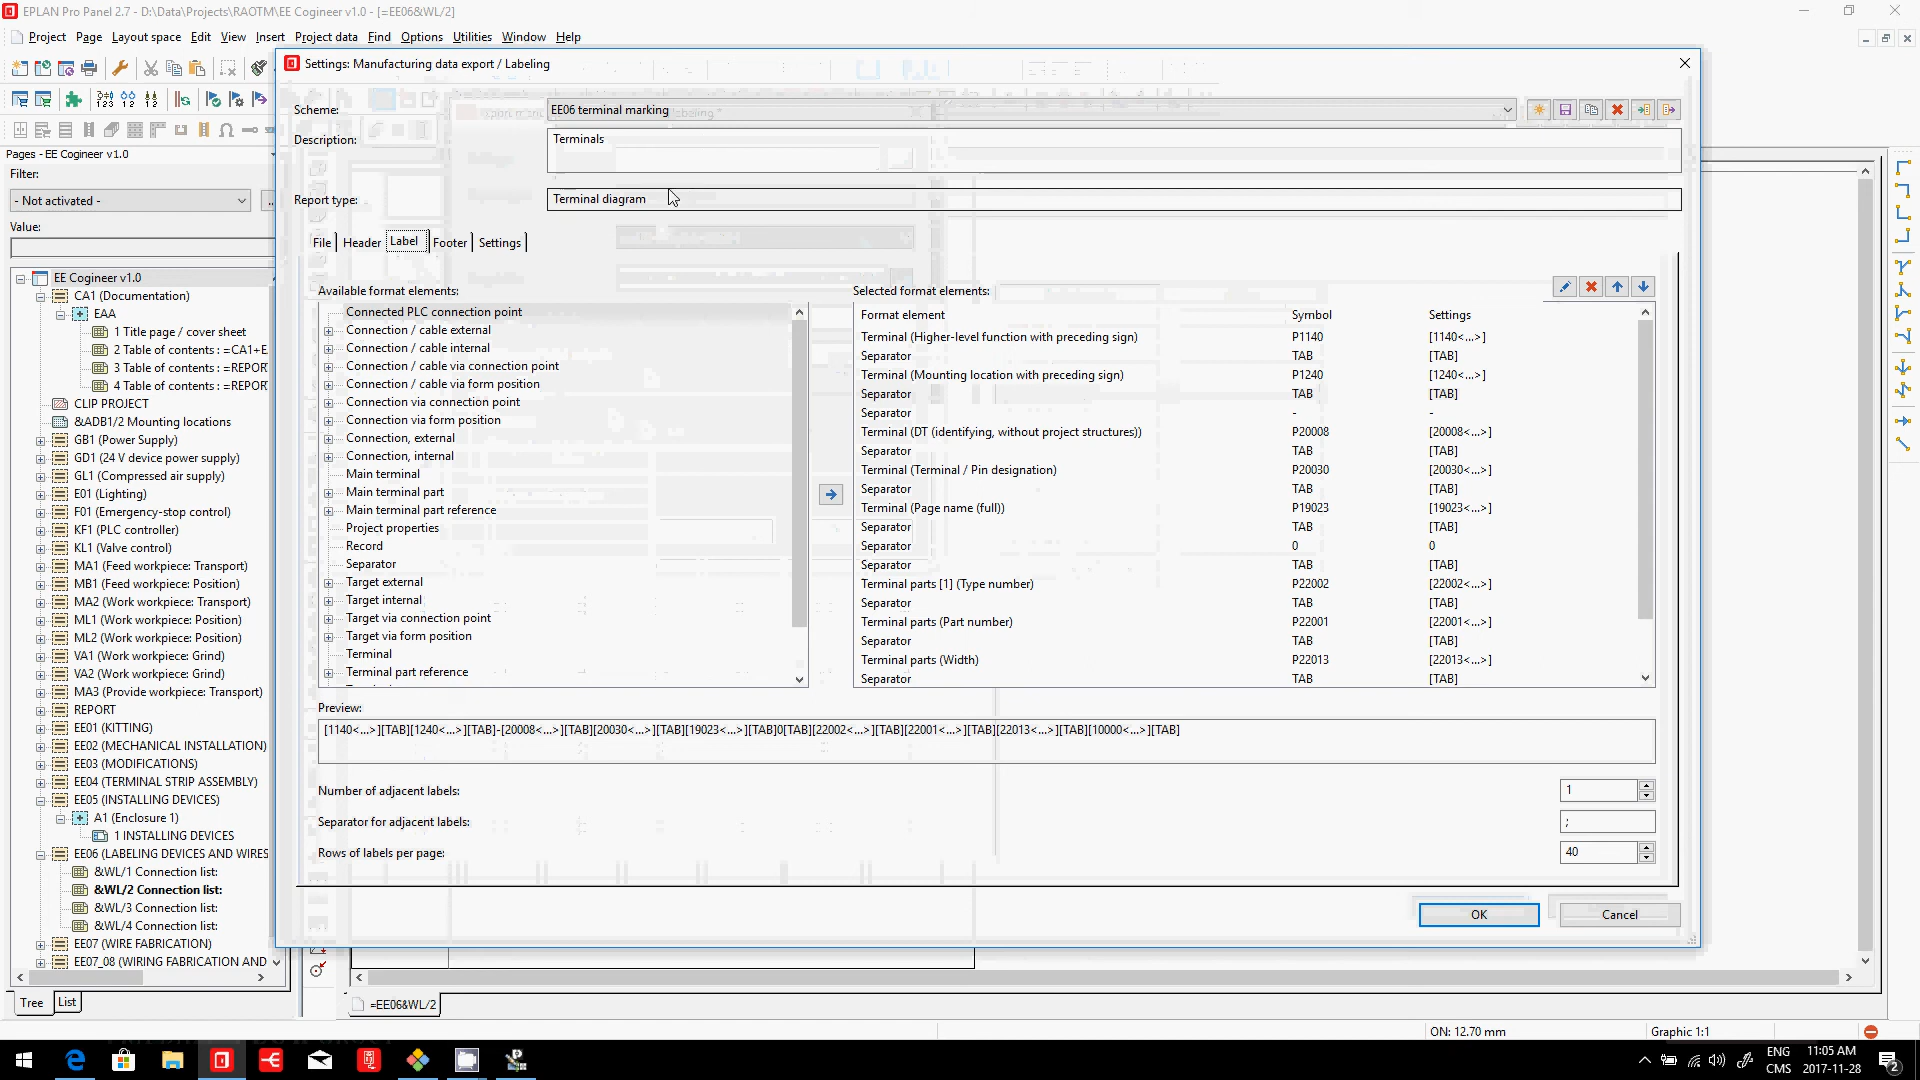 EPLAN Pro Panel 2.7 - D:\Data\Projects\RAOTM\EE Cogineer v1.0 - [=EE06&WL/2]
Project Page Layout space Edit View Insert Project data Find Options Utilities Window Help
Settings: Manufacturing data export / Labeling
Scheme: EE06 terminal marking
Description: Terminals
Report type: Terminal diagram
File Header Label Footer Settings
Pages - EE Cogineer v1.0
Filter:
- Not activated -
Value:
EE Cogineer v1.0
CA1 (Documentation)
EAA
1 Title page / cover sheet
2 Table of contents : =CA1+E
3 Table of contents : =REPOR
4 Table of contents : =REPOR
CLIP PROJECT
&ADB1/2 Mounting locations
GB1 (Power Supply)
GD1 (24 V device power supply)
GL1 (Compressed air supply)
E01 (Lighting)
F01 (Emergency-stop control)
KF1 (PLC controller)
KL1 (Valve control)
MA1 (Feed workpiece: Transport)
MB1 (Feed workpiece: Position)
MA2 (Work workpiece: Transport)
ML1 (Work workpiece: Position)
ML2 (Work workpiece: Position)
VA1 (Work workpiece: Grind)
VA2 (Work workpiece: Grind)
MA3 (Provide workpiece: Transport)
REPORT
EE01 (KITTING)
EE02 (MECHANICAL INSTALLATION)
EE03 (MODIFICATIONS)
EE04 (TERMINAL STRIP ASSEMBLY)
EE05 (INSTALLING DEVICES)
A1 (Enclosure 1)
1 INSTALLING DEVICES
EE06 (LABELING DEVICES AND WIRES
&WL/1 Connection list:
&WL/2 Connection list:
&WL/3 Connection list:
&WL/4 Connection list:
EE07 (WIRE FABRICATION)
EE07_08 (WIRING FABRICATION AND
Tree List
Available format elements:
Connected PLC connection point
Connection / cable external
Connection / cable internal
Connection / cable via connection point
Connection / cable via form position
Connection via connection point
Connection via form position
Connection, external
Connection, internal
Main terminal
Main terminal part
Main terminal part reference
Project properties
Record
Separator
Target external
Target internal
Target via connection point
Target via form position
Terminal
Terminal part reference
Selected format elements:
Format element Symbol Settings
Terminal (Higher-level function with preceding sign) P1140 [1140<...>]
Separator TAB [TAB]
Terminal (Mounting location with preceding sign) P1240 [1240<...>]
Separator TAB [TAB]
Separator - -
Terminal (DT (identifying, without project structures)) P20008 [20008<...>]
Separator TAB [TAB]
Terminal (Terminal / Pin designation) P20030 [20030<...>]
Separator TAB [TAB]
Terminal (Page name (full)) P19023 [19023<...>]
Separator TAB [TAB]
Separator 0 0
Separator TAB [TAB]
Terminal parts [1] (Type number) P22002 [22002<...>]
Separator TAB [TAB]
Terminal parts (Part number) P22001 [22001<...>]
Separator TAB [TAB]
Terminal parts (Width) P22013 [22013<...>]
Separator TAB [TAB]
Preview:
[1140<...>][TAB][1240<...>][TAB]-[20008<...>][TAB][20030<...>][TAB][19023<...>][TAB]0[TAB][22002<...>][TAB][22001<...>][TAB][22013<...>][TAB][10000<...>][TAB]
Number of adjacent labels: 1
Separator for adjacent labels: ;
Rows of labels per page: 40
OK Cancel
=EE06&WL/2
ON: 12.70 mm Graphic 1:1
ENG 11:05 AM
CMS 2017-11-28
2